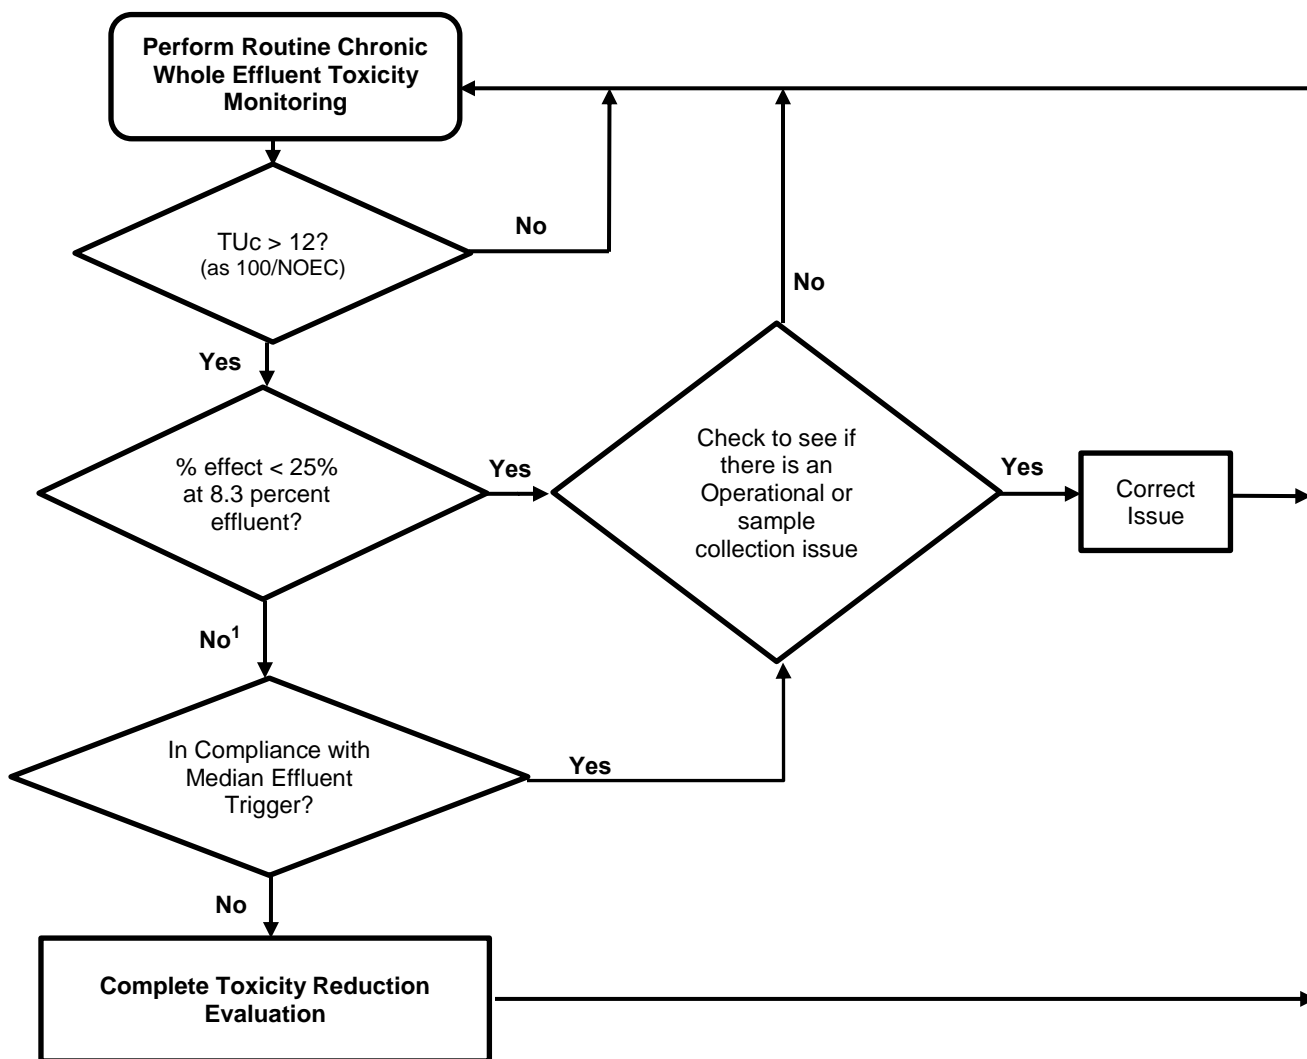 Perform Routine Chronic
Whole Effluent Toxicity
Monitoring
TUc > 12?
(as 100/NOEC)
No
Yes
% effect < 25%
at 8.3 percent
effluent?
Yes
No¹
Check to see if
there is an
Operational or
sample
collection issue
No
Yes
Correct
Issue
In Compliance with
Median Effluent
Trigger?
Yes
No
Complete Toxicity Reduction
Evaluation